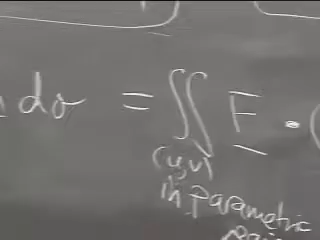 dσ = ∬ F · (
(u,v)
in parametric